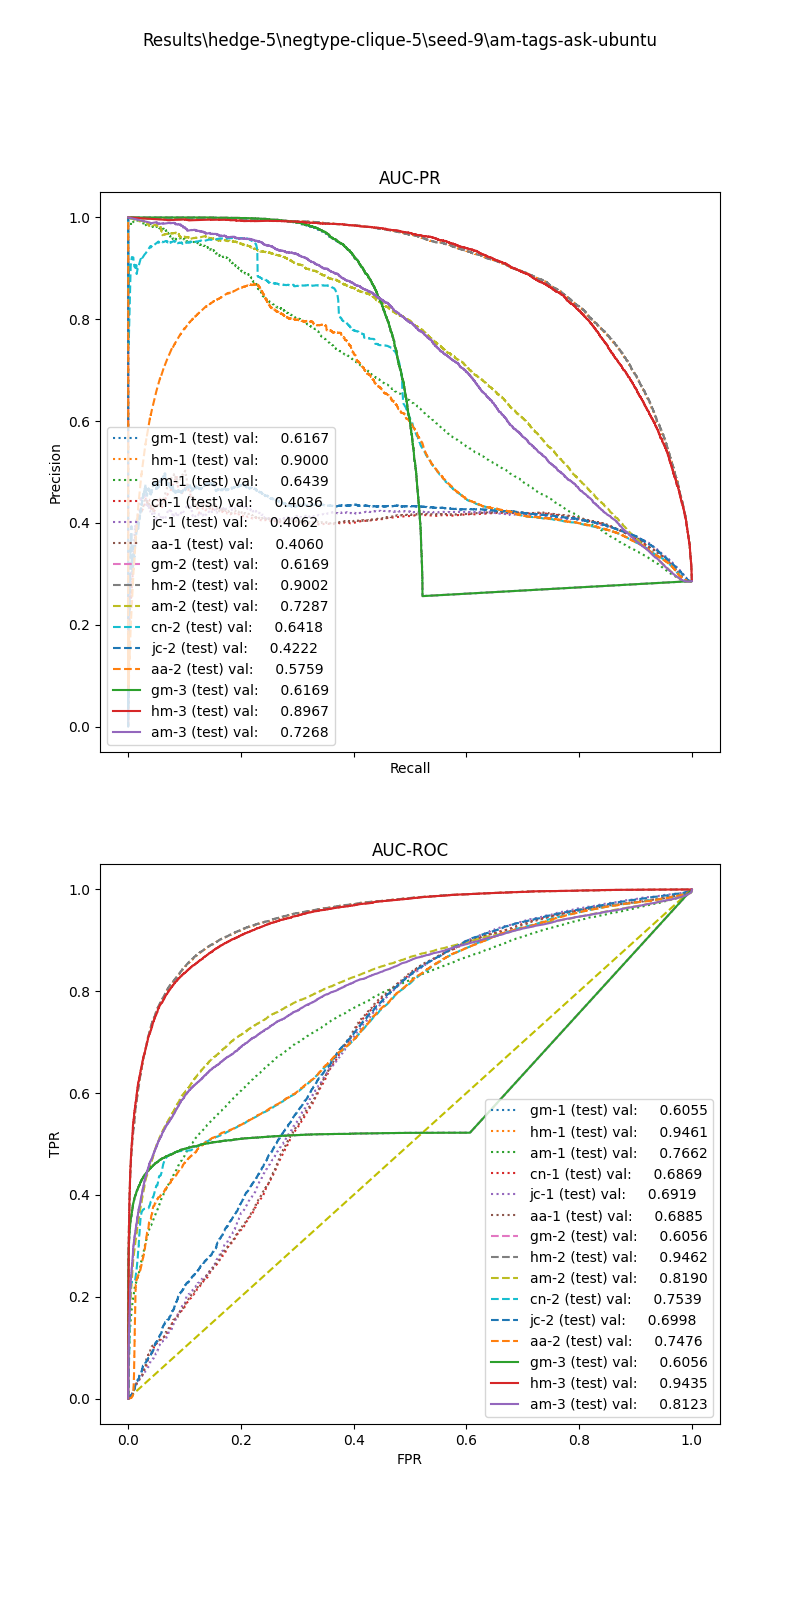 Results\hedge-5\negtype-clique-5\seed-9\am-tags-ask-ubuntu
AUC-PR
1.0
0.8
0.6
0.4
0.2
0.0
Precision
gm-1 (test) val: 0.6167
hm-1 (test) val: 0.9000
am-1 (test) val: 0.6439
cn-1 (test) val: 0.4036
jc-1 (test) val: 0.4062
aa-1 (test) val: 0.4060
gm-2 (test) val: 0.6169
hm-2 (test) val: 0.9002
am-2 (test) val: 0.7287
cn-2 (test) val: 0.6418
jc-2 (test) val: 0.4222
aa-2 (test) val: 0.5759
gm-3 (test) val: 0.6169
hm-3 (test) val: 0.8967
am-3 (test) val: 0.7268
Recall
AUC-ROC
1.0
0.8
0.6
0.4
0.2
0.0
TPR
gm-1 (test) val: 0.6055
hm-1 (test) val: 0.9461
am-1 (test) val: 0.7662
cn-1 (test) val: 0.6869
jc-1 (test) val: 0.6919
aa-1 (test) val: 0.6885
gm-2 (test) val: 0.6056
hm-2 (test) val: 0.9462
am-2 (test) val: 0.8190
cn-2 (test) val: 0.7539
jc-2 (test) val: 0.6998
aa-2 (test) val: 0.7476
gm-3 (test) val: 0.6056
hm-3 (test) val: 0.9435
am-3 (test) val: 0.8123
0.0 0.2 0.4 0.6 0.8 1.0
FPR